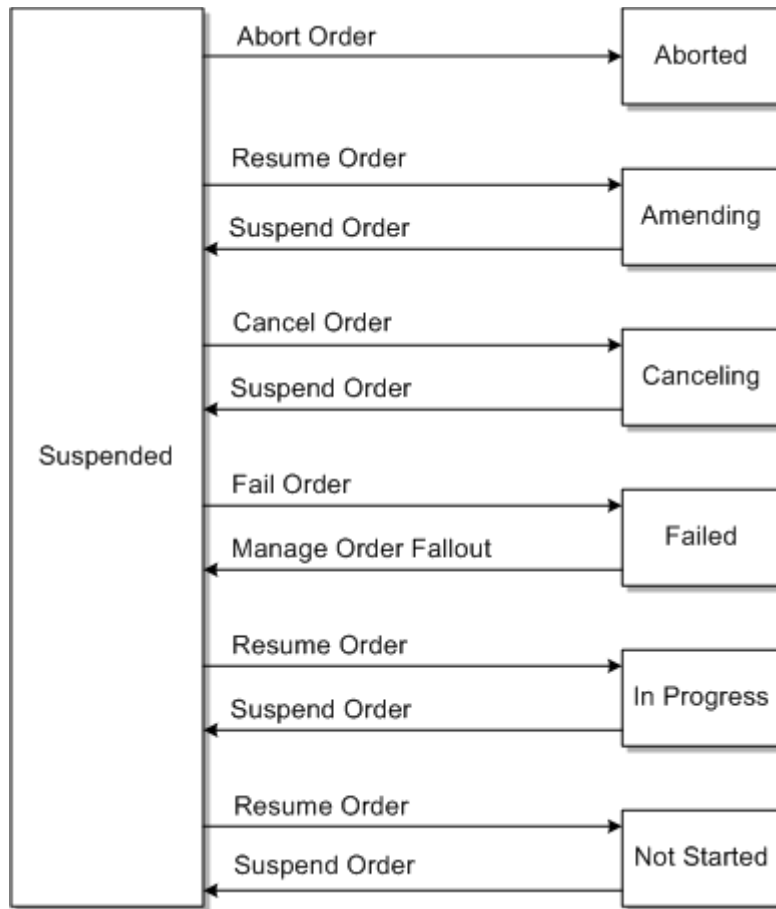 Abort Order
Aborted
Resume Order
Amending
Suspend Order
Cancel Order
Canceling
Suspend Order
Suspended
Fail Order
Failed
Manage Order Fallout
Resume Order
In Progress
Suspend Order
Resume Order
Not Started
Suspend Order